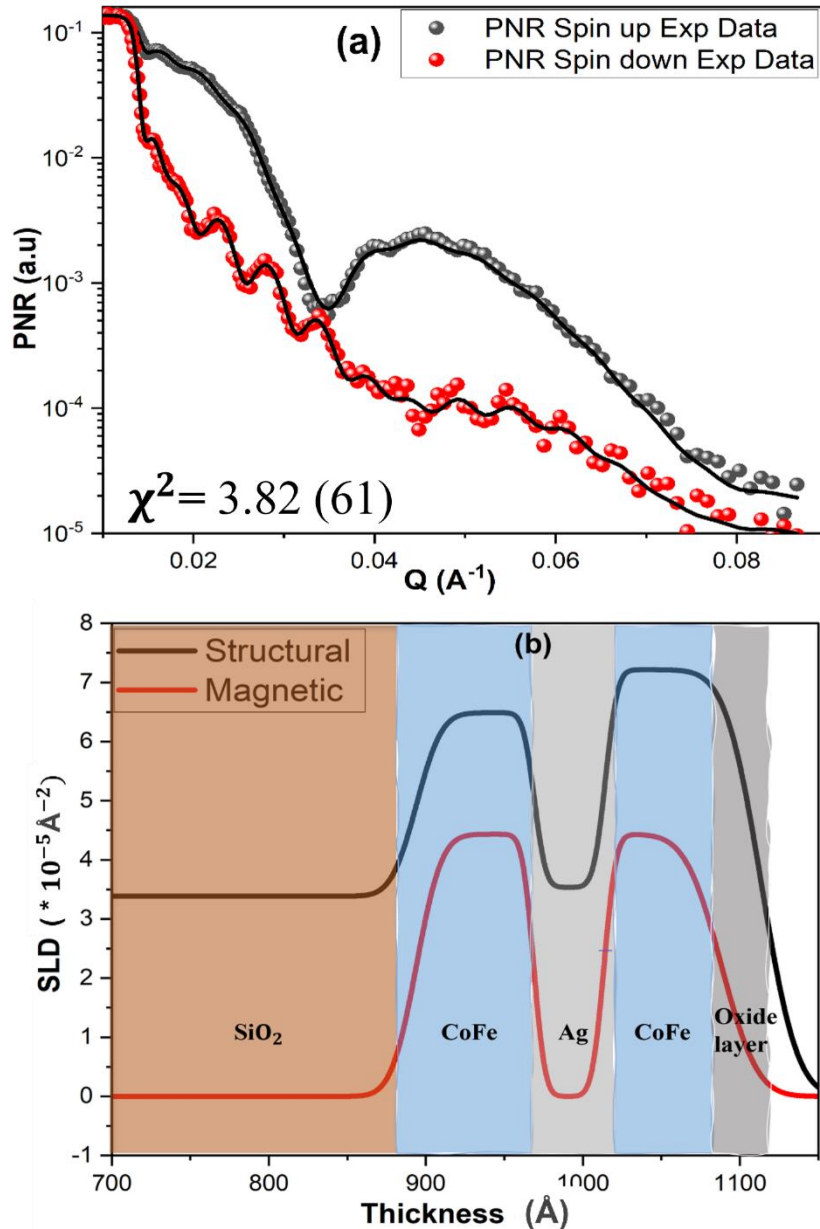 (a)
PNR Spin up Exp Data
PNR Spin down Exp Data
10⁻¹
10⁻²
10⁻³
10⁻⁴
10⁻⁵
PNR (a.u)
χ²= 3.82 (61)
0.02
0.04
0.06
0.08
Q (A⁻¹)
(b)
Structural
Magnetic
8
7
6
5
4
3
2
1
0
-1
SLD ( * 10⁻⁵Å⁻²)
SiO₂
CoFe
Ag
CoFe
Oxide
layer
700
800
900
1000
1100
Thickness (Å)